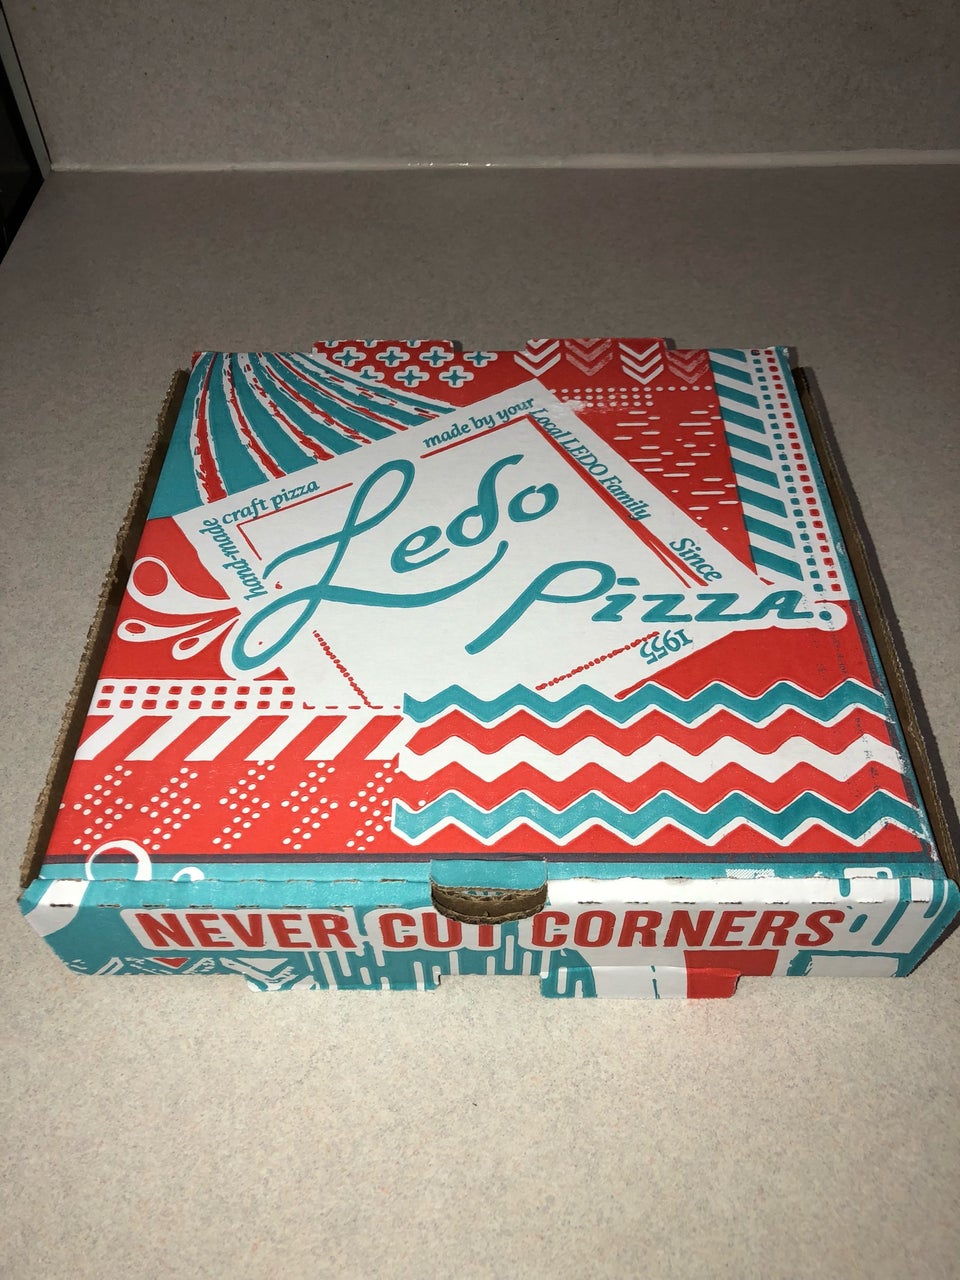 hand-made
craft pizza
made by your
Local LEDO Family
Since
1955
Ledo
Pizza.
NEVER CUT CORNERS